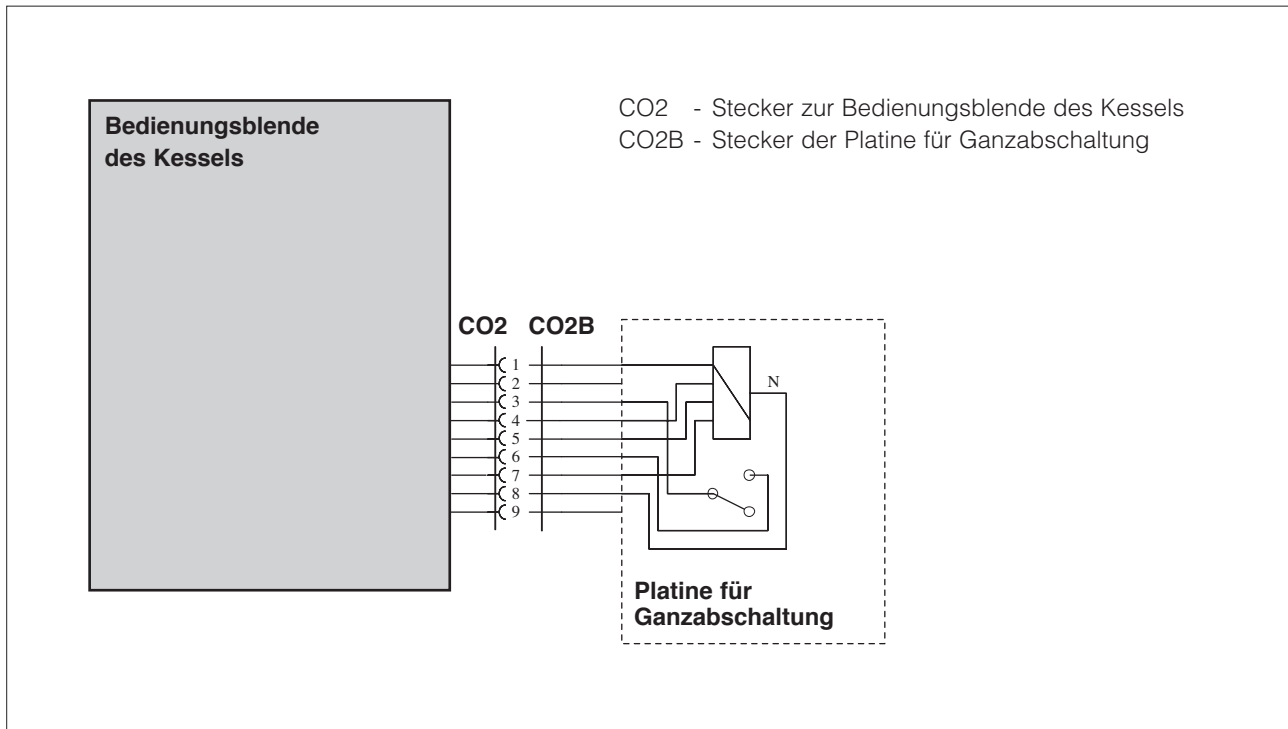 Bedienungsblende
des Kessels
CO2 - Stecker zur Bedienungsblende des Kessels
CO2B - Stecker der Platine für Ganzabschaltung
CO2 CO2B
1
2
3
4
5
6
7
8
9
N
Platine für
Ganzabschaltung